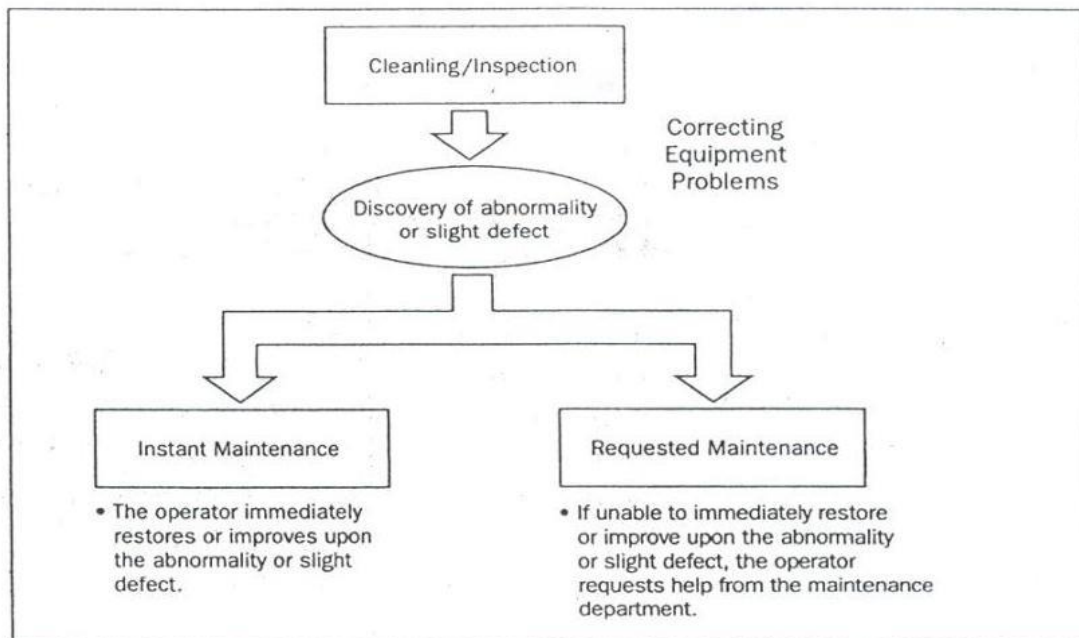 Cleanling/Inspection
Correcting
Equipment
Problems
Discovery of abnormality
or slight defect
Instant Maintenance
• The operator immediately
restores or improves upon
the abnormality or slight
defect.
Requested Maintenance
• If unable to immediately restore
or improve upon the abnormality
or slight defect, the operator
requests help from the maintenance
department.